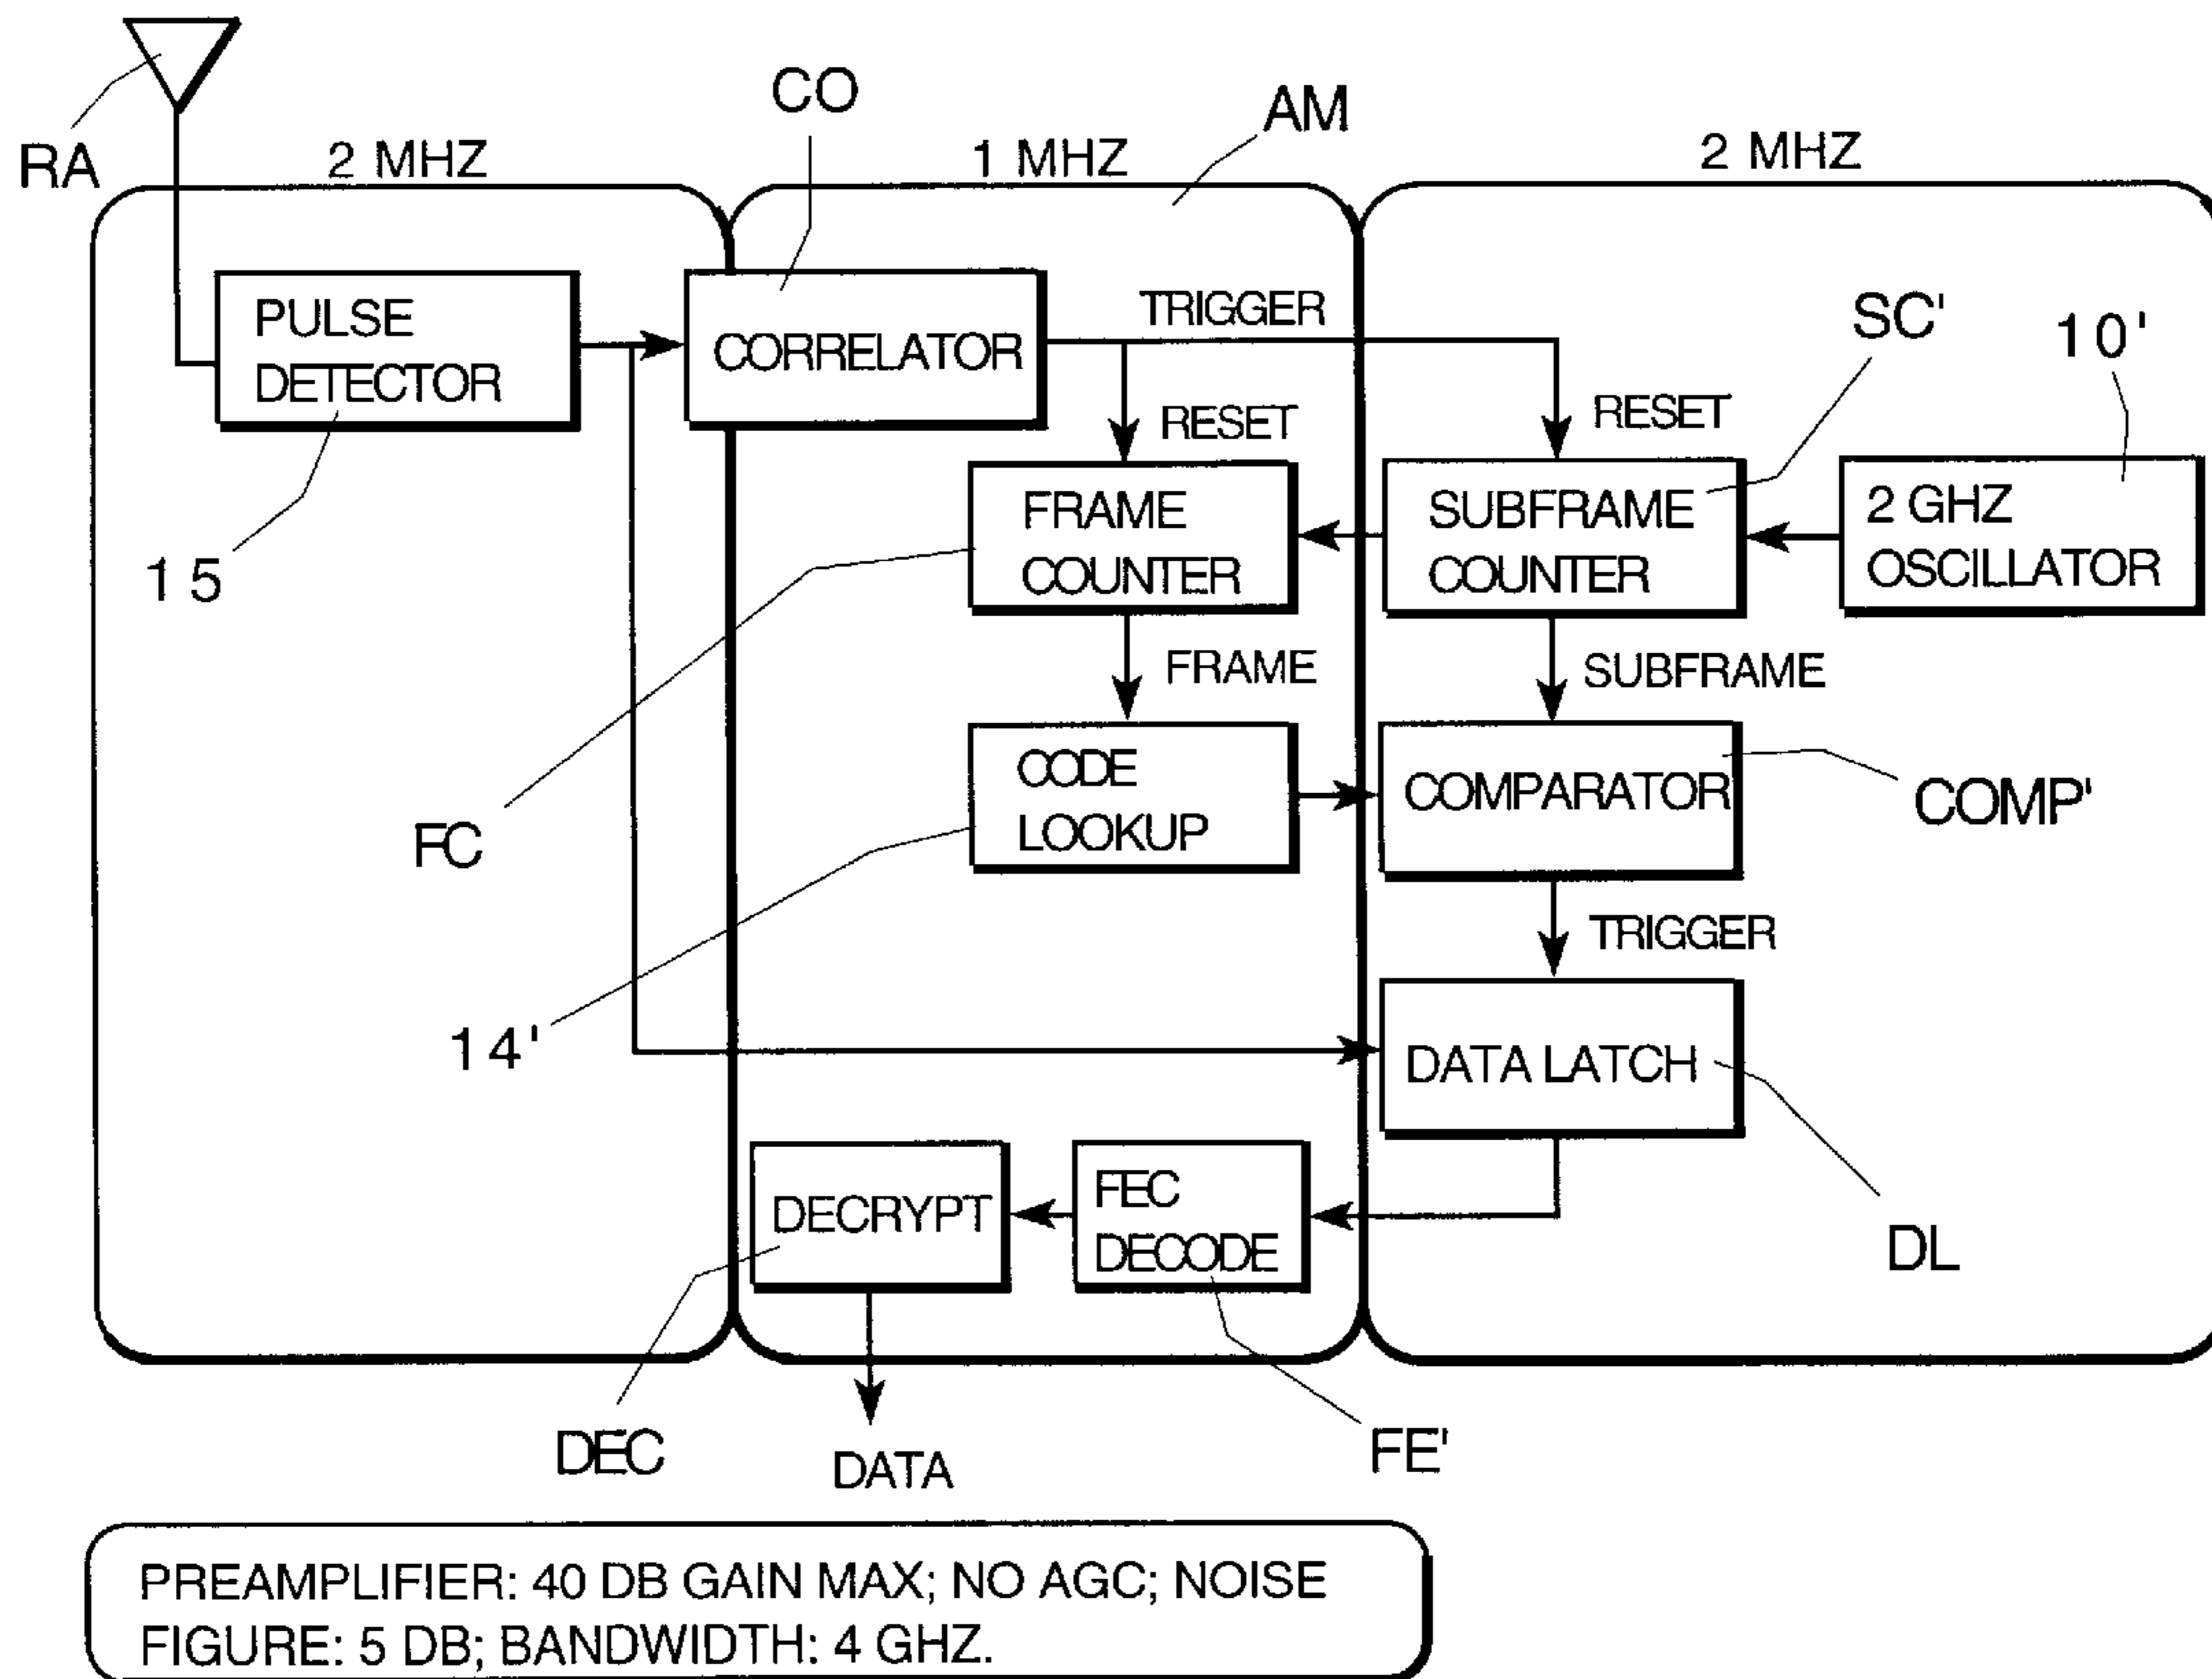 CO
AM
RA
2 MHZ
1 MHZ
2 MHZ
PULSE
DETECTOR
CORRELATOR
TRIGGER
SC'
10'
RESET
RESET
15
FRAME
COUNTER
SUBFRAME
COUNTER
2 GHZ
OSCILLATOR
FRAME
SUBFRAME
FC
CODE
LOOKUP
COMPARATOR
COMP'
TRIGGER
14'
DATA LATCH
DECRYPT
FEC
DECODE
DL
DEC
DATA
FE'
PREAMPLIFIER: 40 DB GAIN MAX; NO AGC; NOISE
FIGURE: 5 DB; BANDWIDTH: 4 GHZ.